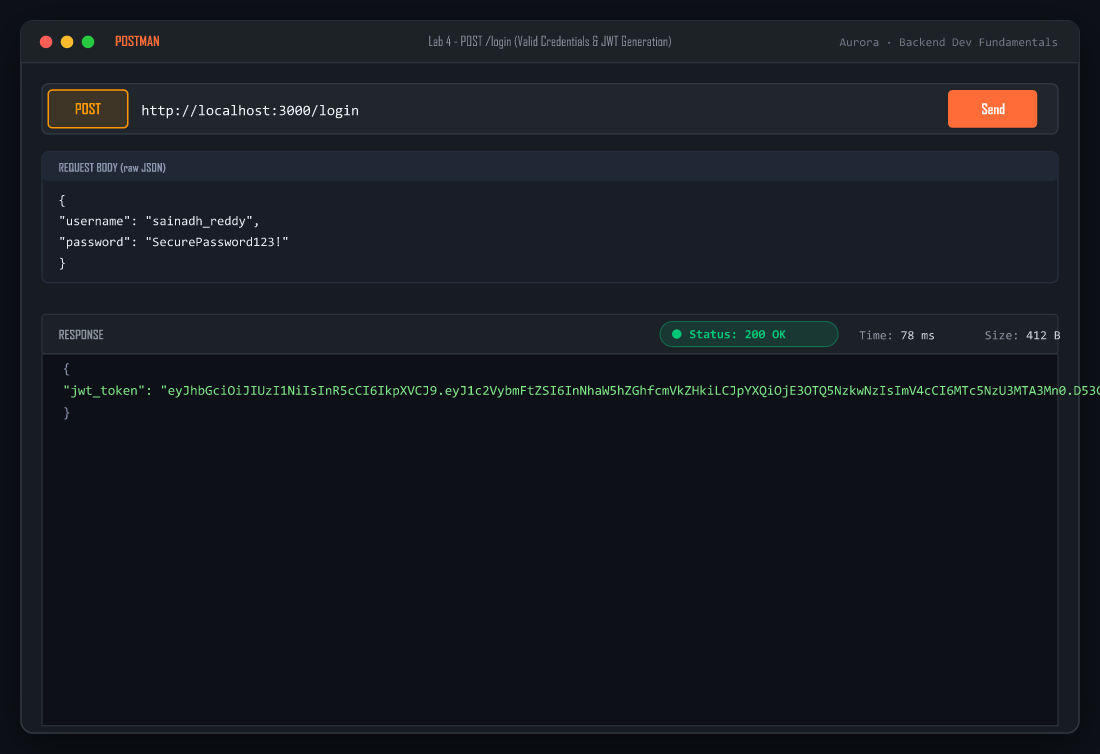 POSTMAN
Lab 4 - POST /login (Valid Credentials & JWT Generation)
Aurora · Backend Dev Fundamentals
POST
http://localhost:3000/login
Send
REQUEST BODY (raw JSON)
{
"username": "sainadh_reddy",
"password": "SecurePassword123!"
}
RESPONSE
Status: 200 OK
Time: 78 ms
Size: 412 B
{
"jwt_token": "eyJhbGciOiJIUzI1NiIsInR5cCI6IkpXVCJ9.eyJ1c2VybmFtZSI6InNhaW5hZGhfcmVkZHkiLCJpYXQiOjE3OTQ5NzkwNzIsImV4cCI6MTc5NzU3MTA3Mn0.D53
}